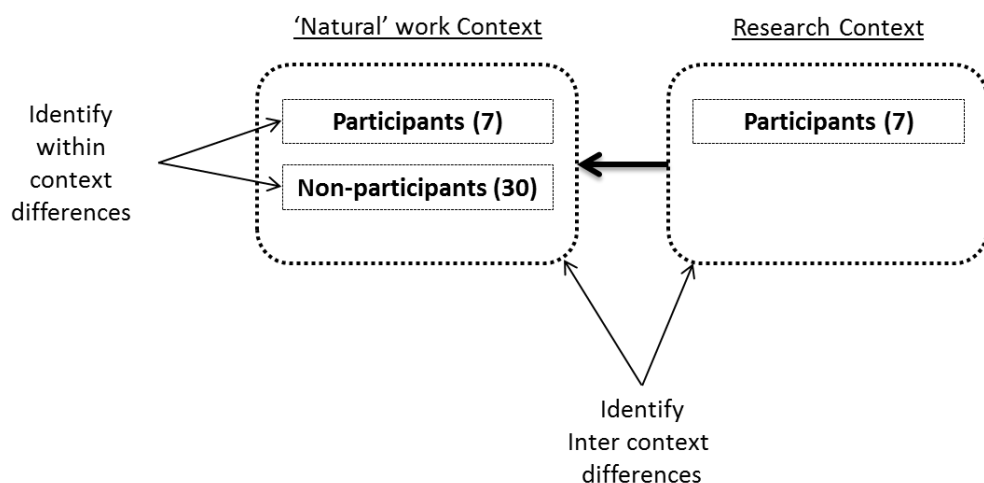 ‘Natural’ work Context
Research Context
Identify
within
context
differences
Participants (7)
Non-participants (30)
Participants (7)
Identify
Inter context
differences